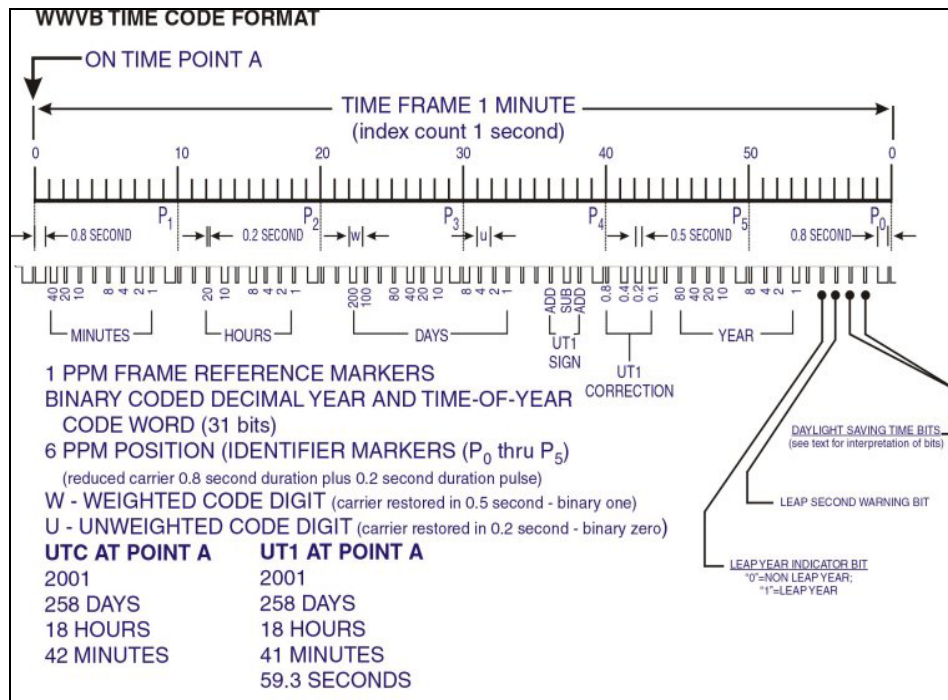 WWVB TIME CODE FORMAT
ON TIME POINT A
TIME FRAME 1 MINUTE
(index count 1 second)
0 10 20 30 40 50 0
P1 P2 P3 P4 P5 P0
0.8 SECOND 0.2 SECOND w u 0.5 SECOND 0.8 SECOND
40 20 10 8 4 2 1 20 10 8 4 2 1 200 100 80 40 20 10 8 4 2 1 ADD SUB ADD 0.8 0.4 0.2 0.1 80 40 20 10 8 4 2 1
MINUTES HOURS DAYS UT1 SIGN UT1 CORRECTION YEAR
1 PPM FRAME REFERENCE MARKERS
BINARY CODED DECIMAL YEAR AND TIME-OF-YEAR
CODE WORD (31 bits)
6 PPM POSITION (IDENTIFIER MARKERS (P0 thru P5)
(reduced carrier 0.8 second duration plus 0.2 second duration pulse)
W - WEIGHTED CODE DIGIT (carrier restored in 0.5 second - binary one)
U - UNWEIGHTED CODE DIGIT (carrier restored in 0.2 second - binary zero)
DAYLIGHT SAVING TIME BITS
(see text for interpretation of bits)
LEAP SECOND WARNING BIT
LEAP YEAR INDICATOR BIT
"0"=NON LEAP YEAR;
"1"=LEAP YEAR
UTC AT POINT A
2001
258 DAYS
18 HOURS
42 MINUTES
UT1 AT POINT A
2001
258 DAYS
18 HOURS
41 MINUTES
59.3 SECONDS